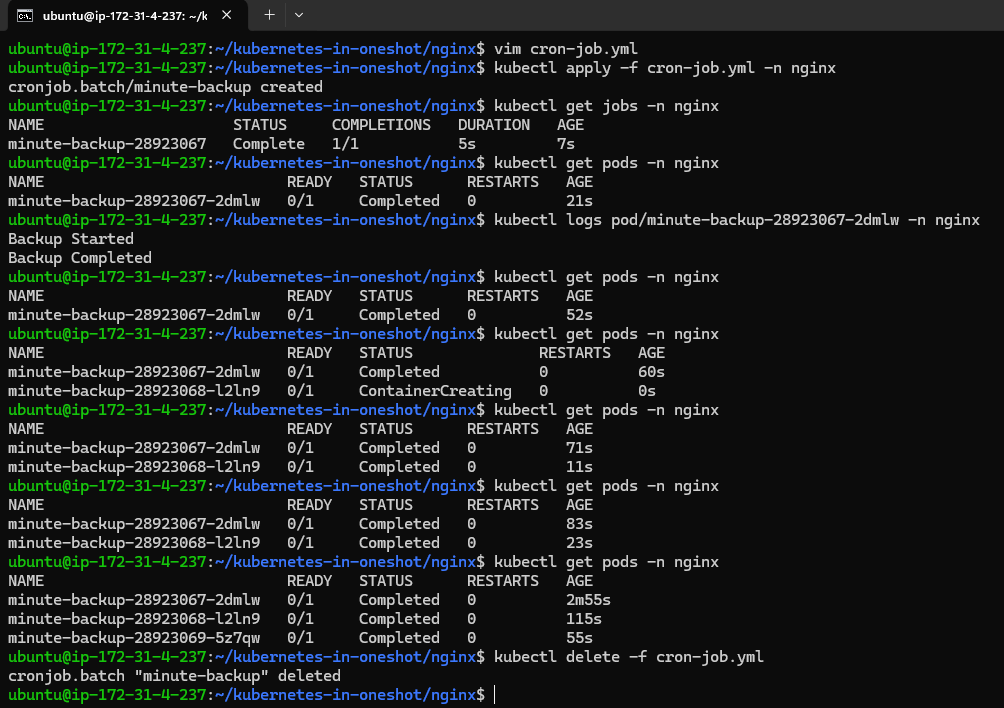 ubuntu@ip-172-31-4-237: ~/k
ubuntu@ip-172-31-4-237:~/kubernetes-in-oneshot/nginx$ vim cron-job.yml
ubuntu@ip-172-31-4-237:~/kubernetes-in-oneshot/nginx$ kubectl apply -f cron-job.yml -n nginx
cronjob.batch/minute-backup created
ubuntu@ip-172-31-4-237:~/kubernetes-in-oneshot/nginx$ kubectl get jobs -n nginx
NAME STATUS COMPLETIONS DURATION AGE
minute-backup-28923067 Complete 1/1 5s 7s
ubuntu@ip-172-31-4-237:~/kubernetes-in-oneshot/nginx$ kubectl get pods -n nginx
NAME READY STATUS RESTARTS AGE
minute-backup-28923067-2dmlw 0/1 Completed 0 21s
ubuntu@ip-172-31-4-237:~/kubernetes-in-oneshot/nginx$ kubectl logs pod/minute-backup-28923067-2dmlw -n nginx
Backup Started
Backup Completed
ubuntu@ip-172-31-4-237:~/kubernetes-in-oneshot/nginx$ kubectl get pods -n nginx
NAME READY STATUS RESTARTS AGE
minute-backup-28923067-2dmlw 0/1 Completed 0 52s
ubuntu@ip-172-31-4-237:~/kubernetes-in-oneshot/nginx$ kubectl get pods -n nginx
NAME READY STATUS RESTARTS AGE
minute-backup-28923067-2dmlw 0/1 Completed 0 60s
minute-backup-28923068-l2ln9 0/1 ContainerCreating 0 0s
ubuntu@ip-172-31-4-237:~/kubernetes-in-oneshot/nginx$ kubectl get pods -n nginx
NAME READY STATUS RESTARTS AGE
minute-backup-28923067-2dmlw 0/1 Completed 0 71s
minute-backup-28923068-l2ln9 0/1 Completed 0 11s
ubuntu@ip-172-31-4-237:~/kubernetes-in-oneshot/nginx$ kubectl get pods -n nginx
NAME READY STATUS RESTARTS AGE
minute-backup-28923067-2dmlw 0/1 Completed 0 83s
minute-backup-28923068-l2ln9 0/1 Completed 0 23s
ubuntu@ip-172-31-4-237:~/kubernetes-in-oneshot/nginx$ kubectl get pods -n nginx
NAME READY STATUS RESTARTS AGE
minute-backup-28923067-2dmlw 0/1 Completed 0 2m55s
minute-backup-28923068-l2ln9 0/1 Completed 0 115s
minute-backup-28923069-5z7qw 0/1 Completed 0 55s
ubuntu@ip-172-31-4-237:~/kubernetes-in-oneshot/nginx$ kubectl delete -f cron-job.yml
cronjob.batch "minute-backup" deleted
ubuntu@ip-172-31-4-237:~/kubernetes-in-oneshot/nginx$